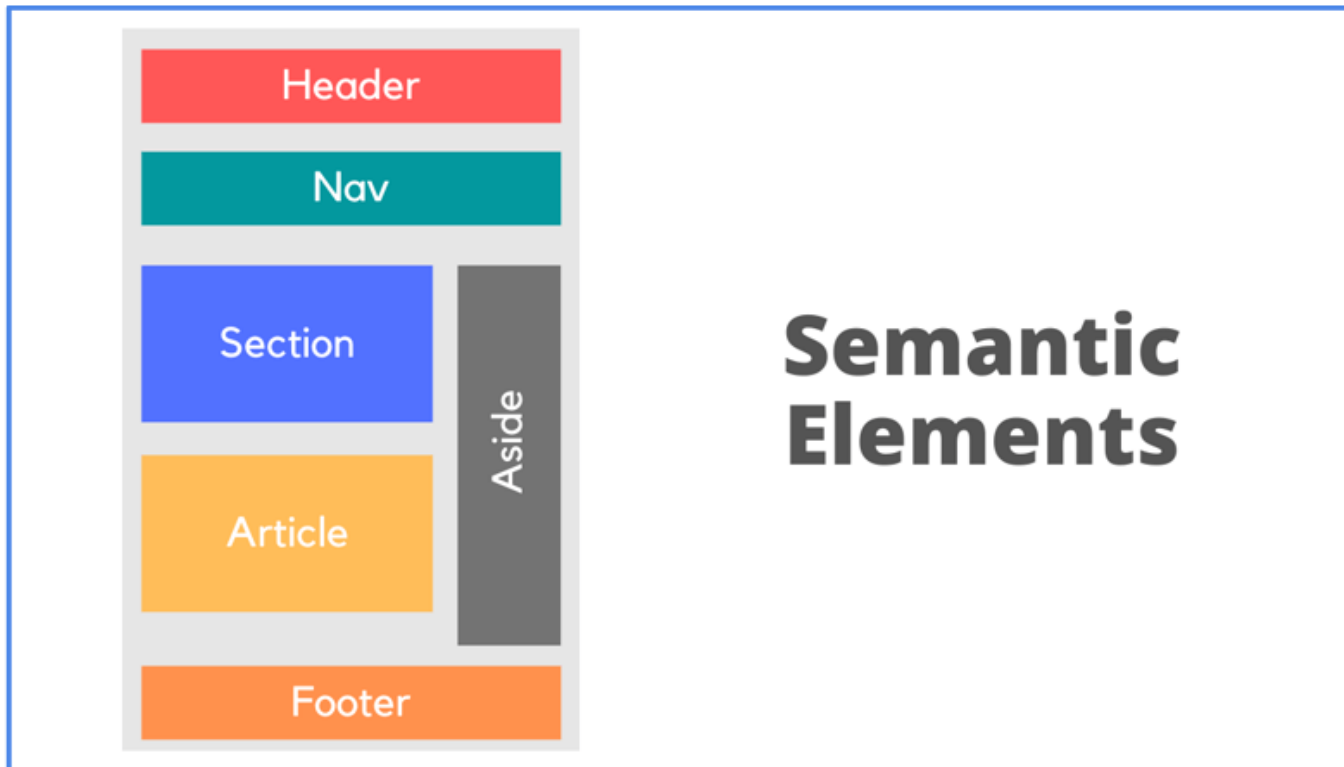 Header
Nav
Section
Aside
Article
Footer
Semantic
Elements